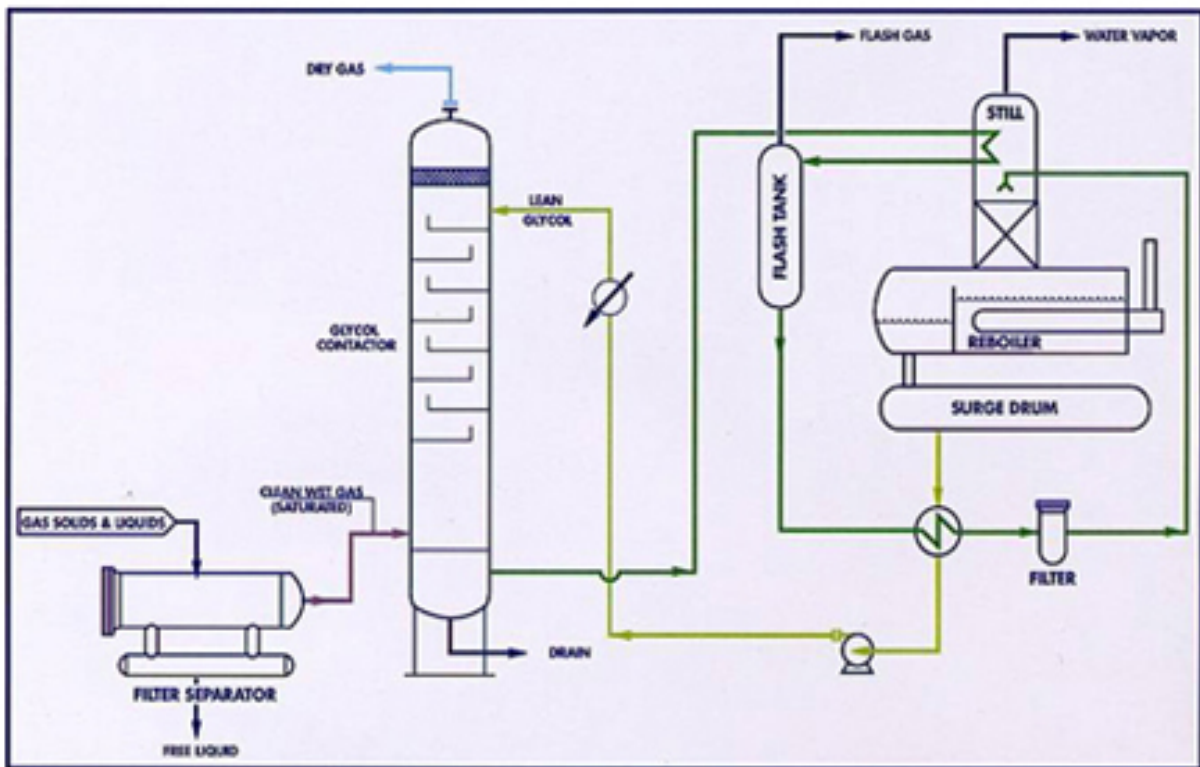 FLASH GAS
WATER VAPOR
DRY GAS
STILL
LEAN
GLYCOL
FLASH TANK
GLYCOL
CONTACTOR
REBOILER
SURGE DRUM
CLEAN WET GAS
(SATURATED)
GAS SOLIDS & LIQUIDS
FILTER
DRAIN
FILTER SEPARATOR
FREE LIQUID